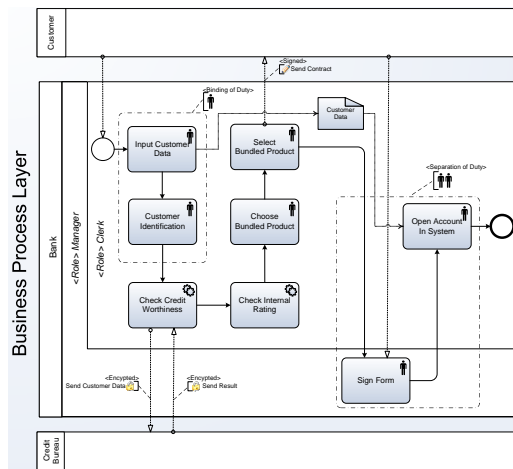 Business Process Layer
Customer
Bank
<Role> Manager
<Role> Clerk
<Signed>
Send Contract
<Binding of Duty>
Input Customer
Data
Select
Bundled Product
Customer
Data
<Separation of Duty>
Customer
Identification
Choose
Bundled Product
Open Account
In System
Check Credit
Worthiness
Check Internal
Rating
Sign Form
<Encypted>
Send Customer Data
<Encypted>
Send Result
Credit
Bureau